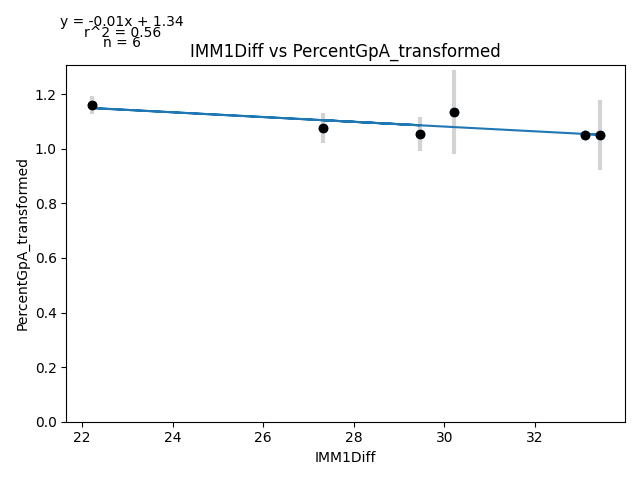 y = -0.01x + 1.34
r^2 = 0.56
n = 6
IMM1Diff vs PercentGpA_transformed
PercentGpA_transformed
1.2
1.0
0.8
0.6
0.4
0.2
0.0
22 24 26 28 30 32
IMM1Diff